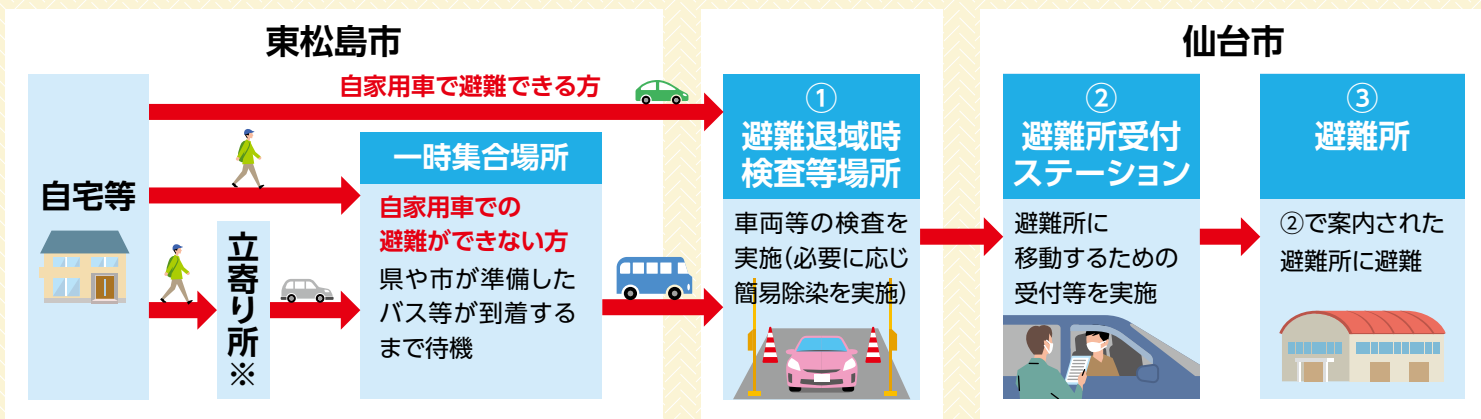 東松島市
自宅等
自家用車で避難できる方
立寄り所※
一時集合場所
自家用車での
避難ができない方
県や市が準備した
バス等が到着する
まで待機
①
避難退域時
検査等場所
車両等の検査を
実施(必要に応じ
簡易除染を実施)
仙台市
②
避難所受付
ステーション
避難所に
移動するための
受付等を実施
③
避難所
②で案内された
避難所に避難